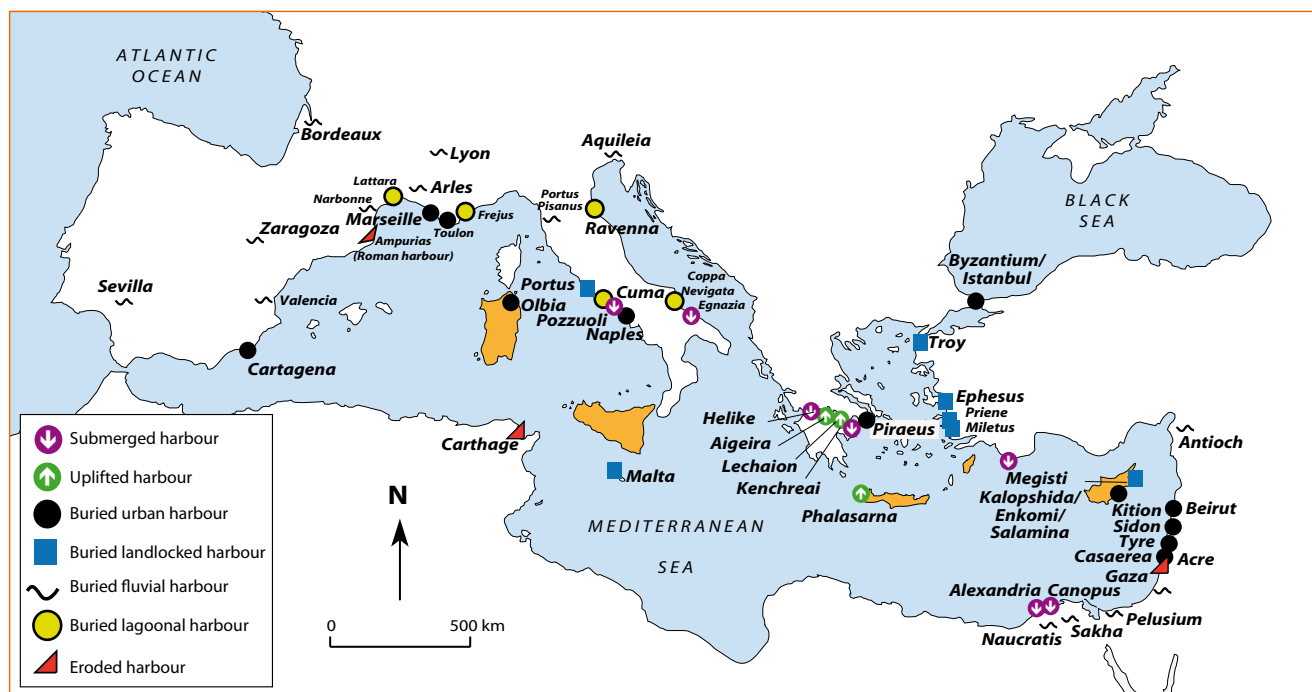 ATLANTIC
OCEAN
Bordeaux
Lyon
Aquileia
Lattara
Arles
Narbonne
Portus
Pisanus
Marseille
Frejus
Toulon
Ravenna
BLACK
SEA
Zaragoza
Ampurias
(Roman harbour)
Byzantium/
Istanbul
Sevilla
Valencia
Portus
Cuma
Coppa
Nevigata
Egnazia
Olbia
Pozzuoli
Naples
Troy
Cartagena
Ephesus
Priene
Miletus
Helike
Aigeira
Piraeus
Lechaion
Kenchreai
Carthage
Antioch
Malta
Megisti
Kalopshida/
Enkomi/
Salamina
Phalasarna
Kition
Beirut
Sidon
Tyre
Casaerea
Acre
Gaza
MEDITERRANEAN
SEA
Alexandria
Canopus
Pelusium
Sakha
Naucratis
N
0
500 km
Submerged harbour
Uplifted harbour
Buried urban harbour
Buried landlocked harbour
Buried fluvial harbour
Buried lagoonal harbour
Eroded harbour